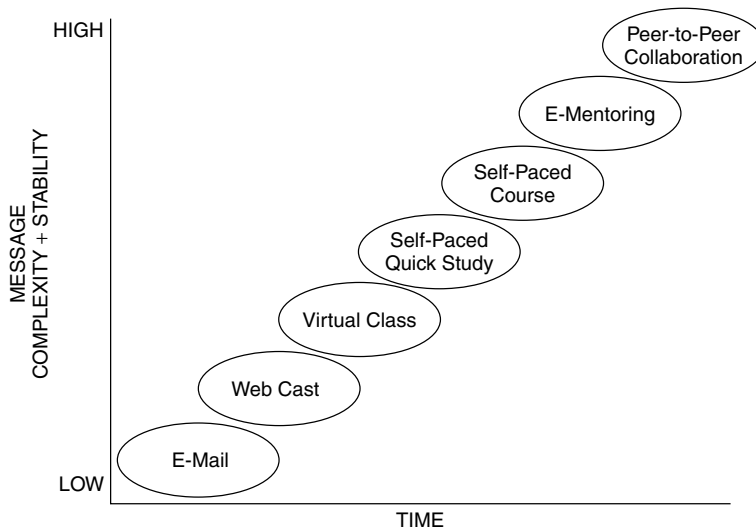 HIGH
Peer-to-Peer
Collaboration
E-Mentoring
Self-Paced
Course
Self-Paced
Quick Study
Virtual Class
Web Cast
E-Mail
LOW
MESSAGE
COMPLEXITY + STABILITY
TIME